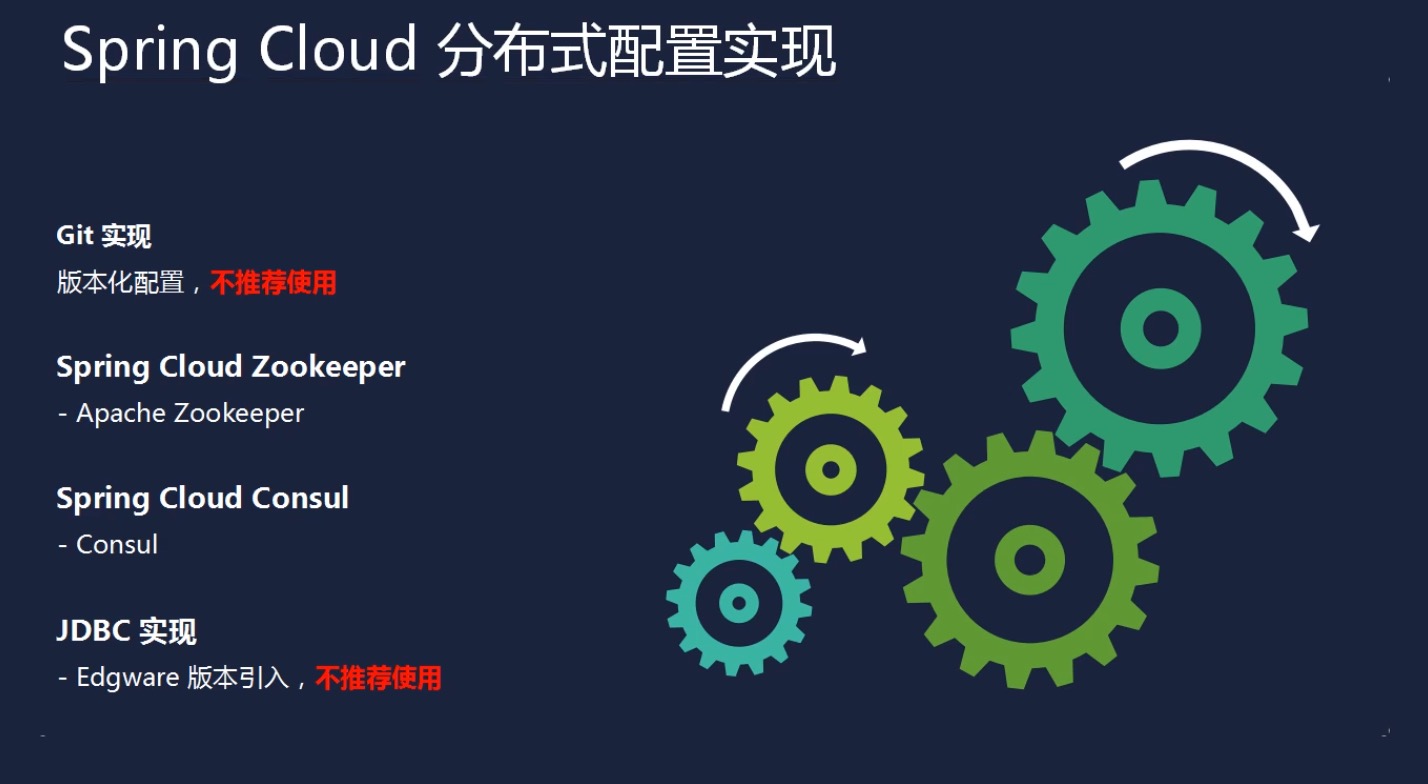 Spring Cloud 分布式配置实现
Git 实现
版本化配置，不推荐使用
Spring Cloud Zookeeper
- Apache Zookeeper
Spring Cloud Consul
- Consul
JDBC 实现
- Edgware 版本引入，不推荐使用